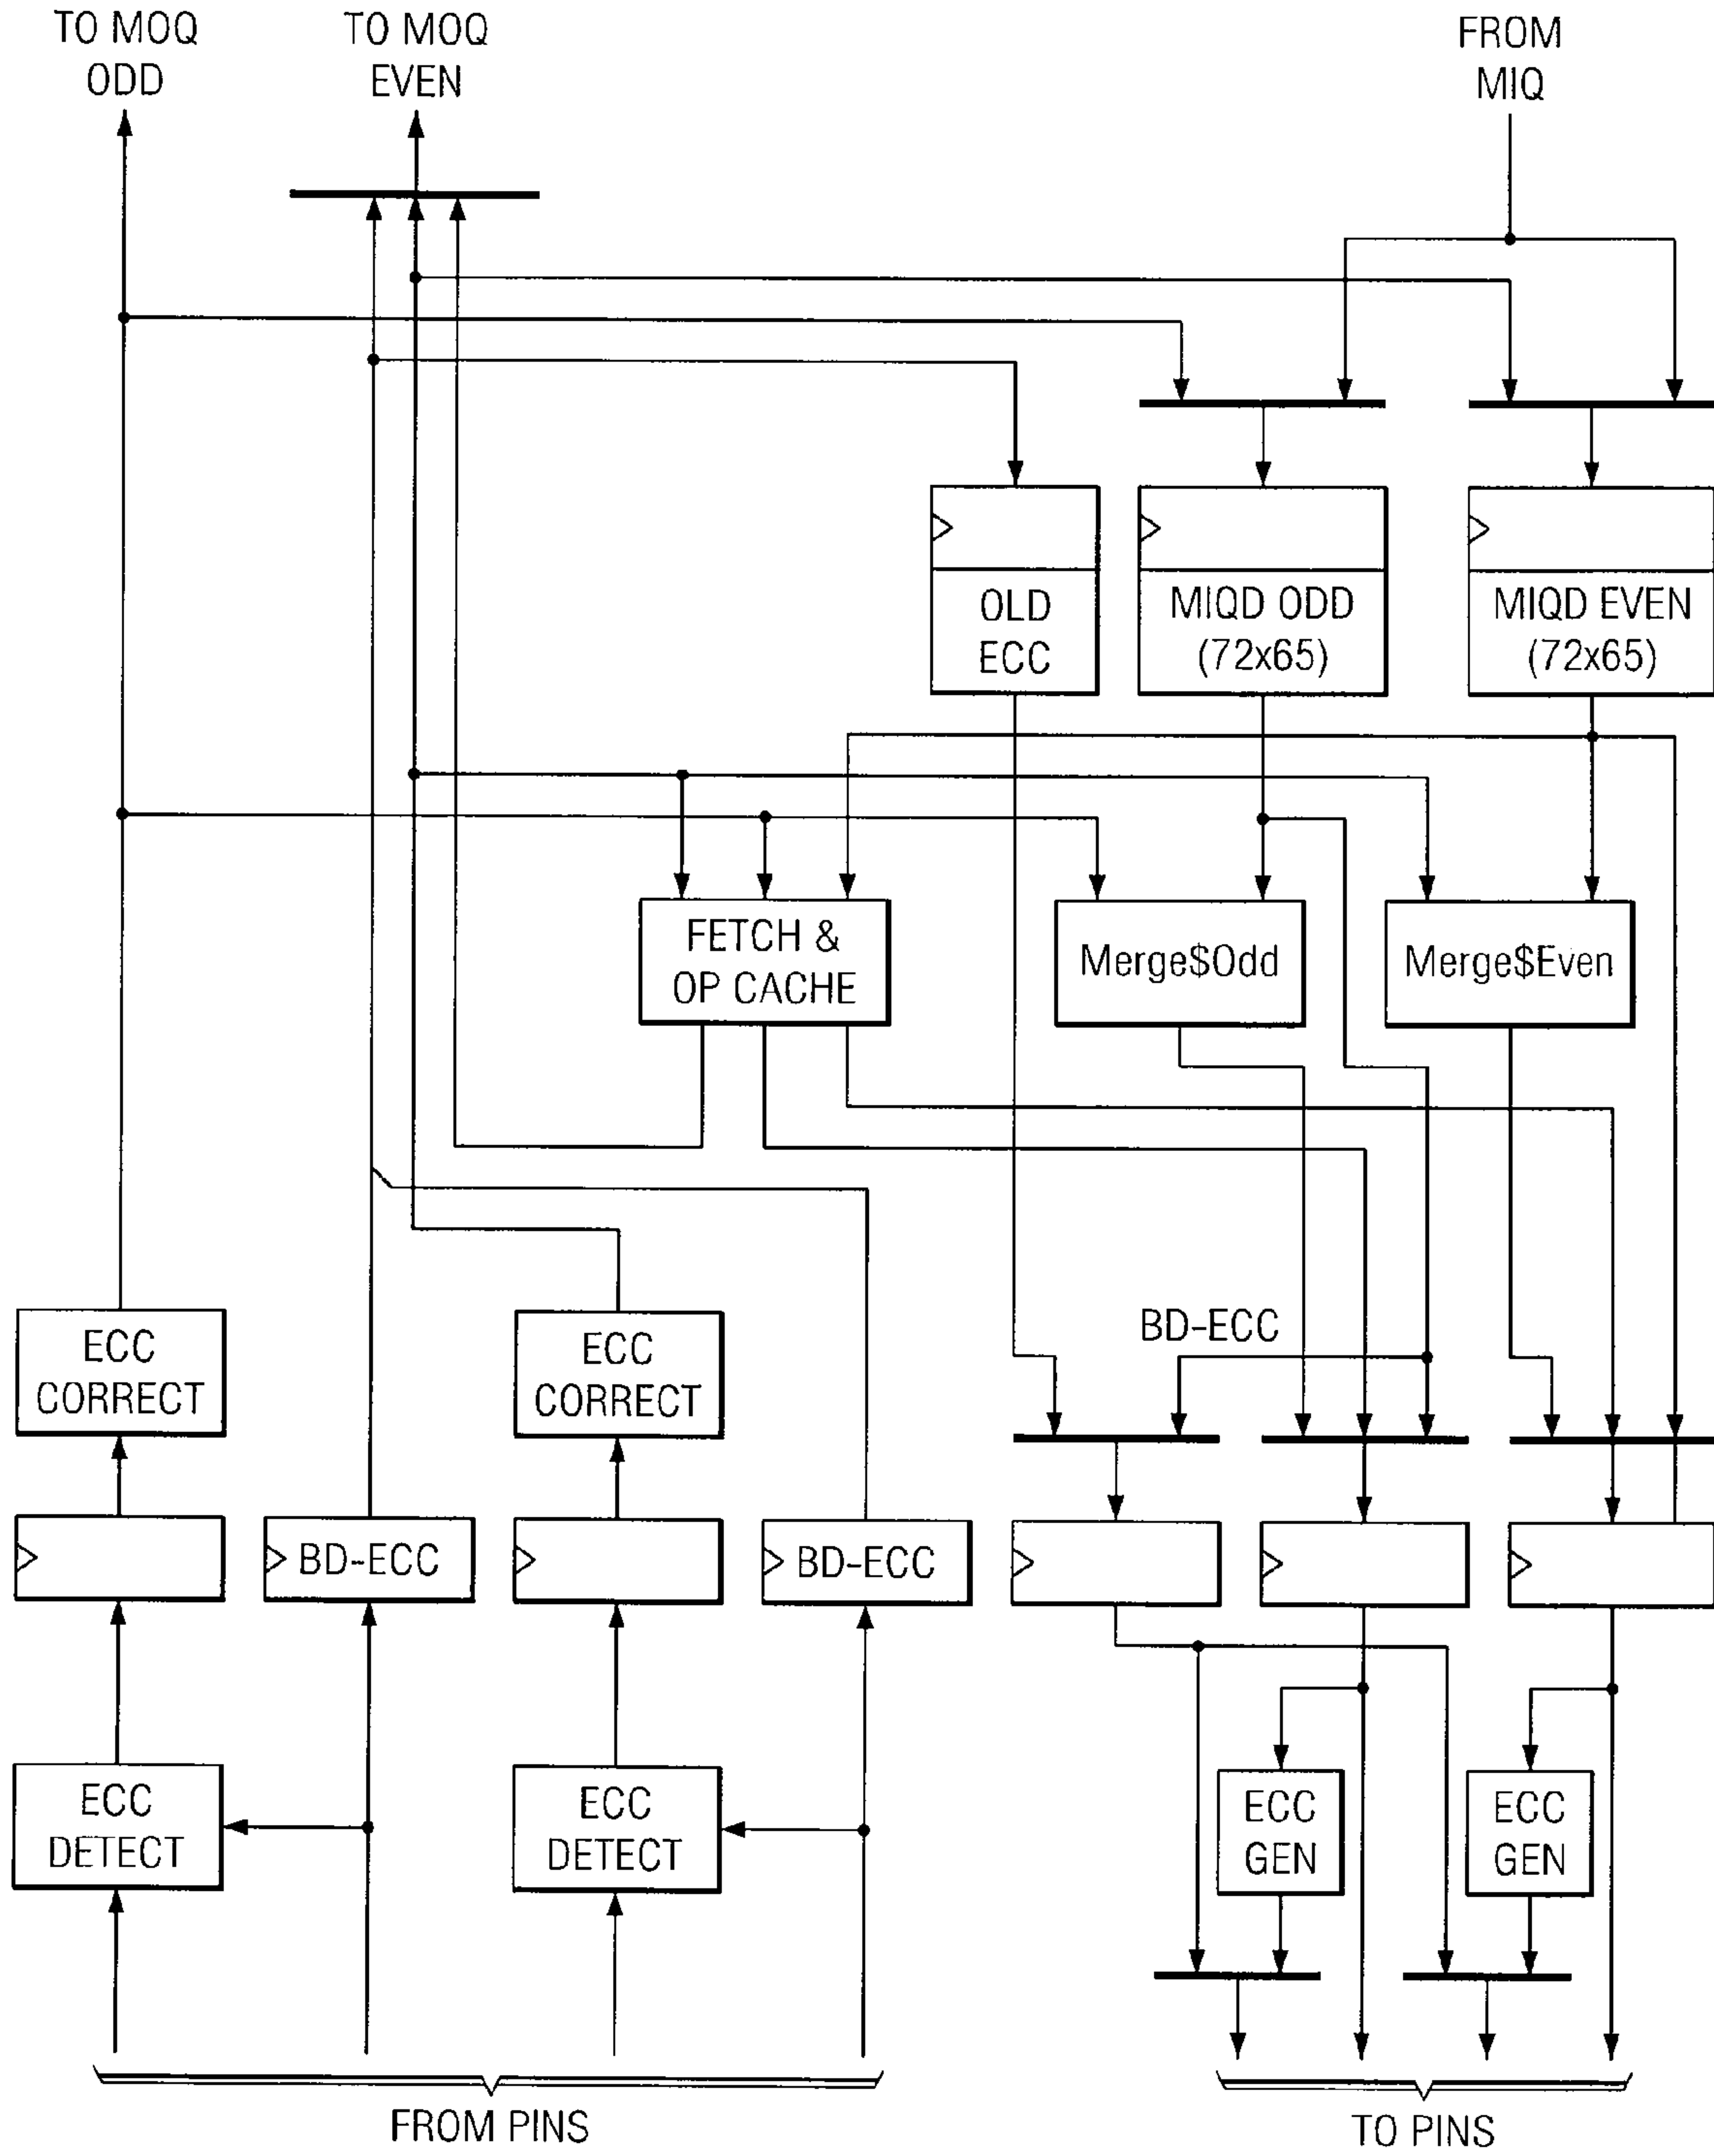 TO MOQ
ODD
TO MOQ
EVEN
FROM
MIQ
OLD
ECC
MIQD ODD
(72x65)
MIQD EVEN
(72x65)
FETCH &
OP CACHE
Merge$Odd
Merge$Even
BD-ECC
ECC
CORRECT
ECC
CORRECT
BD-ECC
BD-ECC
ECC
DETECT
ECC
DETECT
ECC
GEN
ECC
GEN
FROM PINS
TO PINS